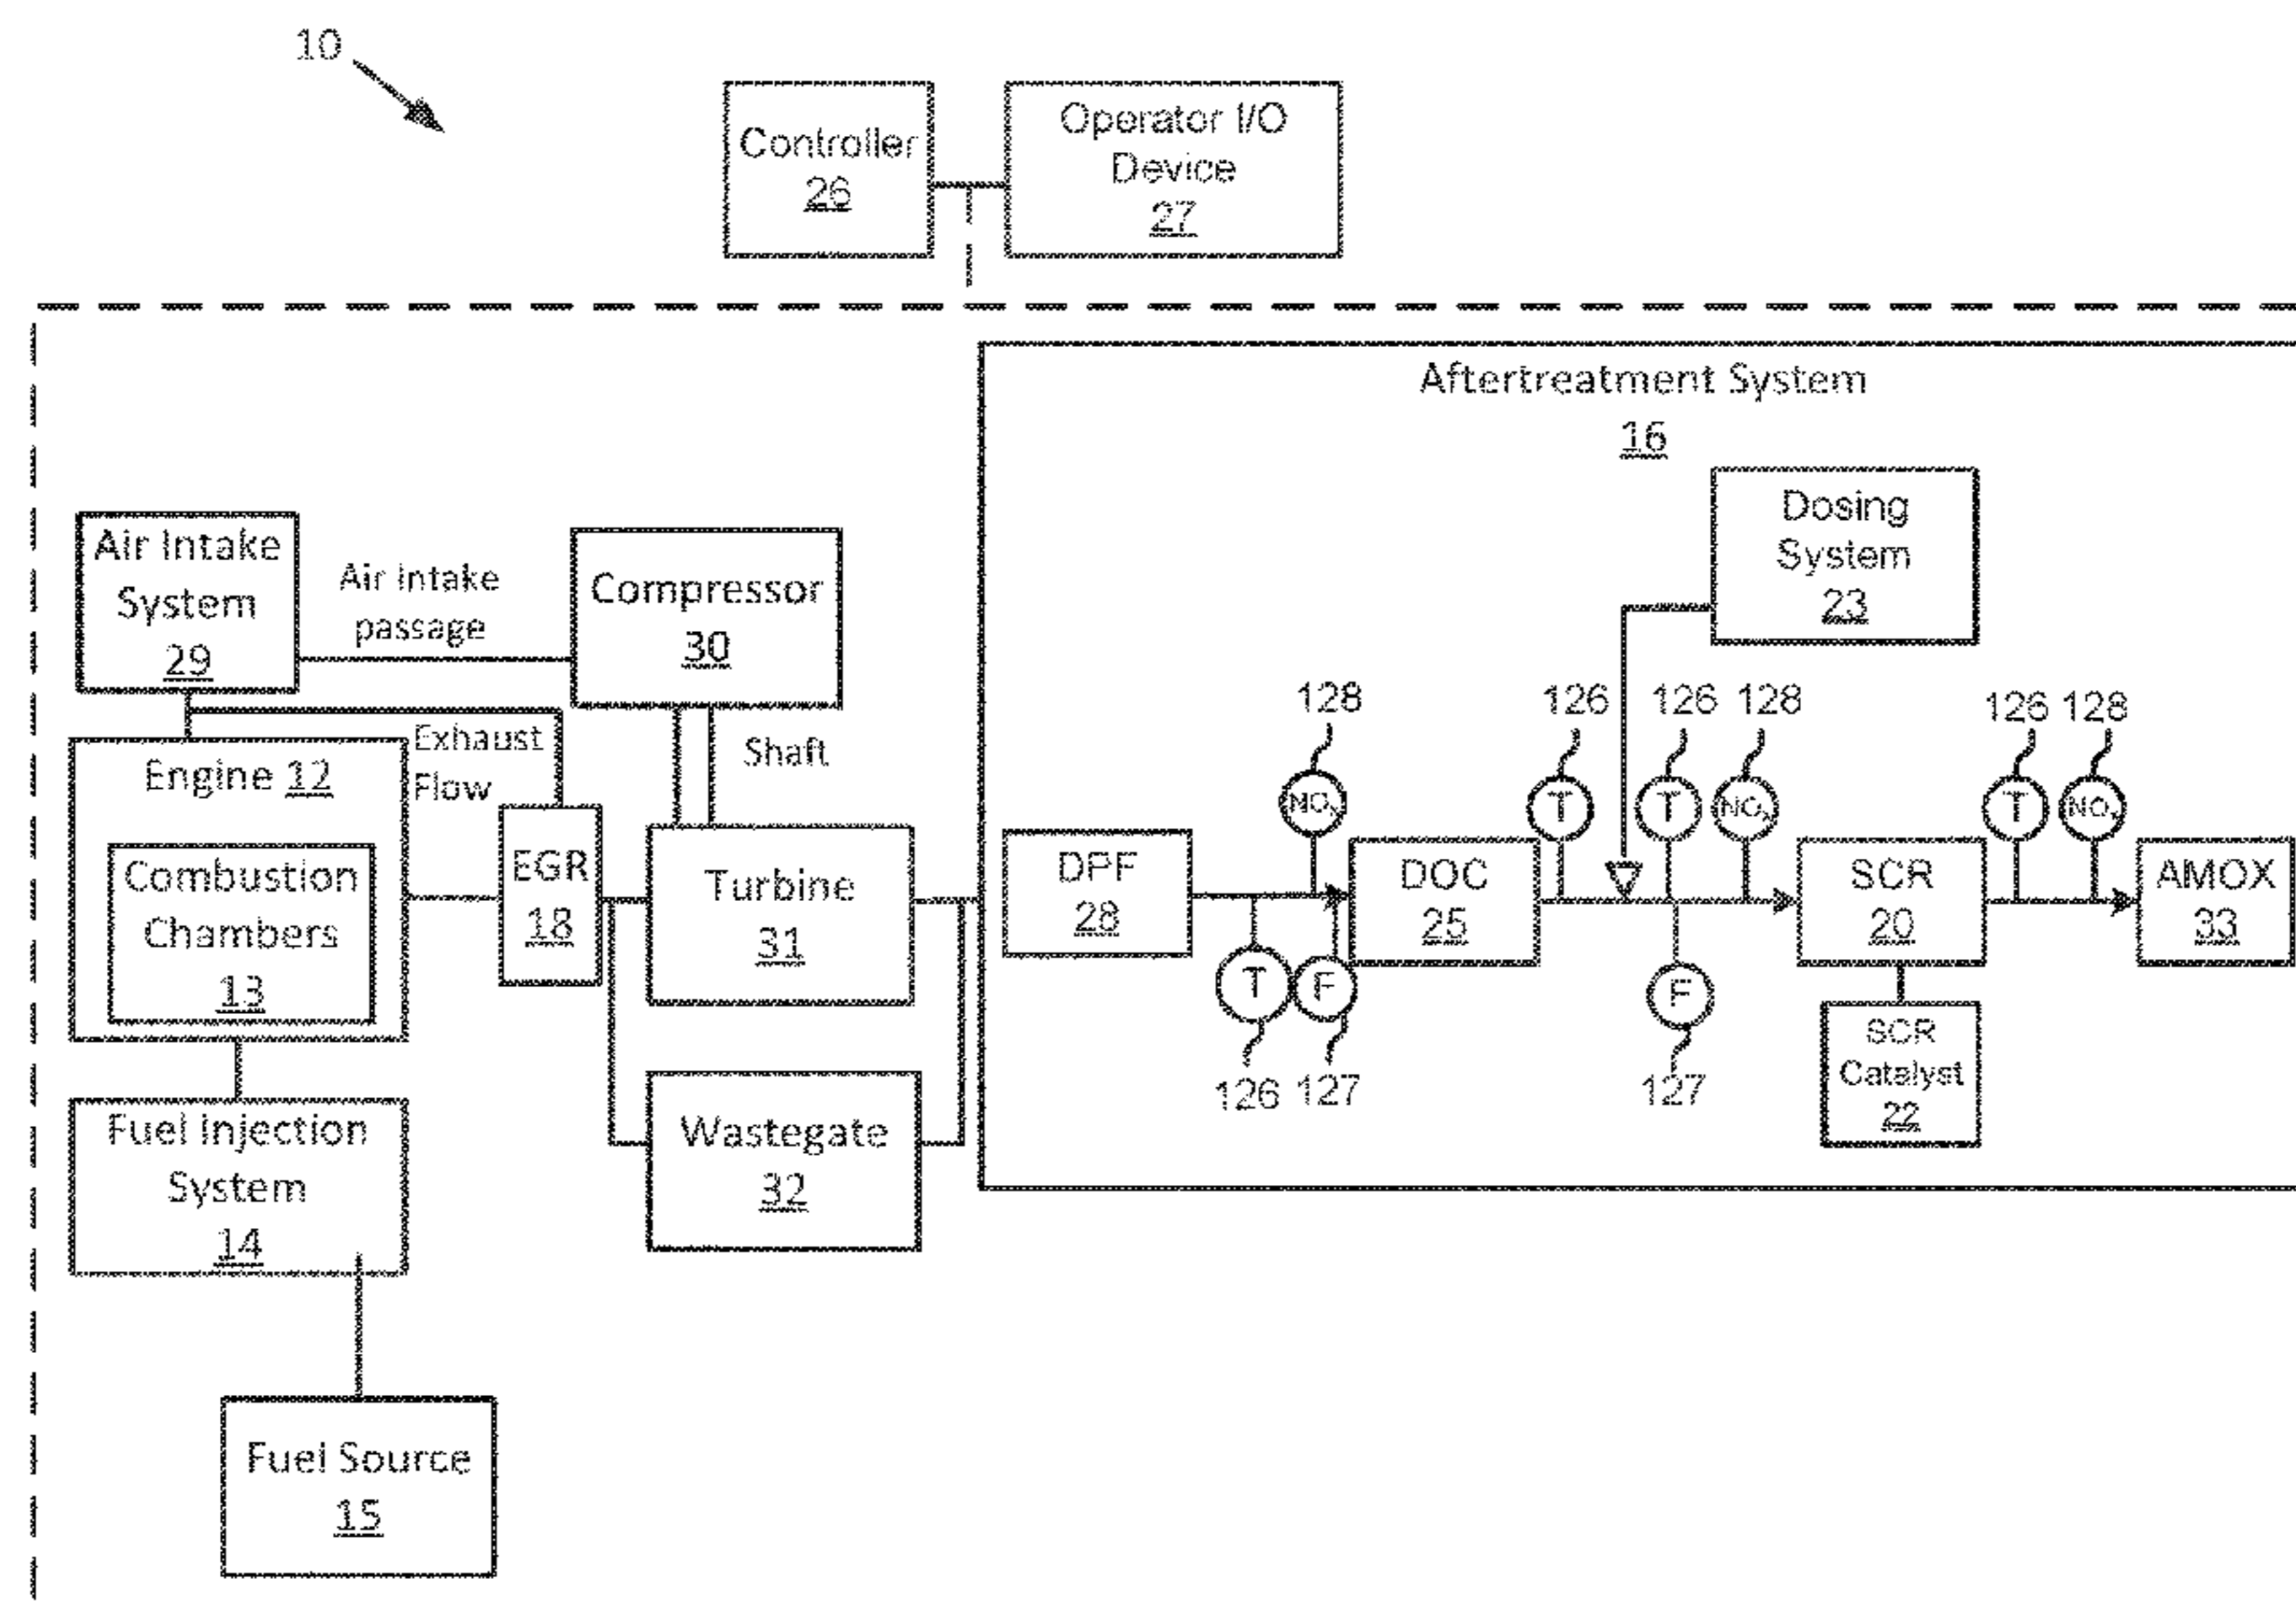 10
Controller
26
Operator I/O
Device
27
Aftertreatment System
16
Dosing
System
23
Air Intake
System
29
Air Intake
passage
Compressor
30
Shaft
Exhaust
Flow
Engine 12
Combustion
Chambers
13
EGR
18
Turbine
31
Wastegate
32
Fuel Injection
System
14
Fuel Source
15
128
126
126
128
126
128
NOx
T
T
NOx
T
NOx
DPF
28
DOC
25
SCR
20
AMOX
33
T
F
F
126
127
127
SCR
Catalyst
22